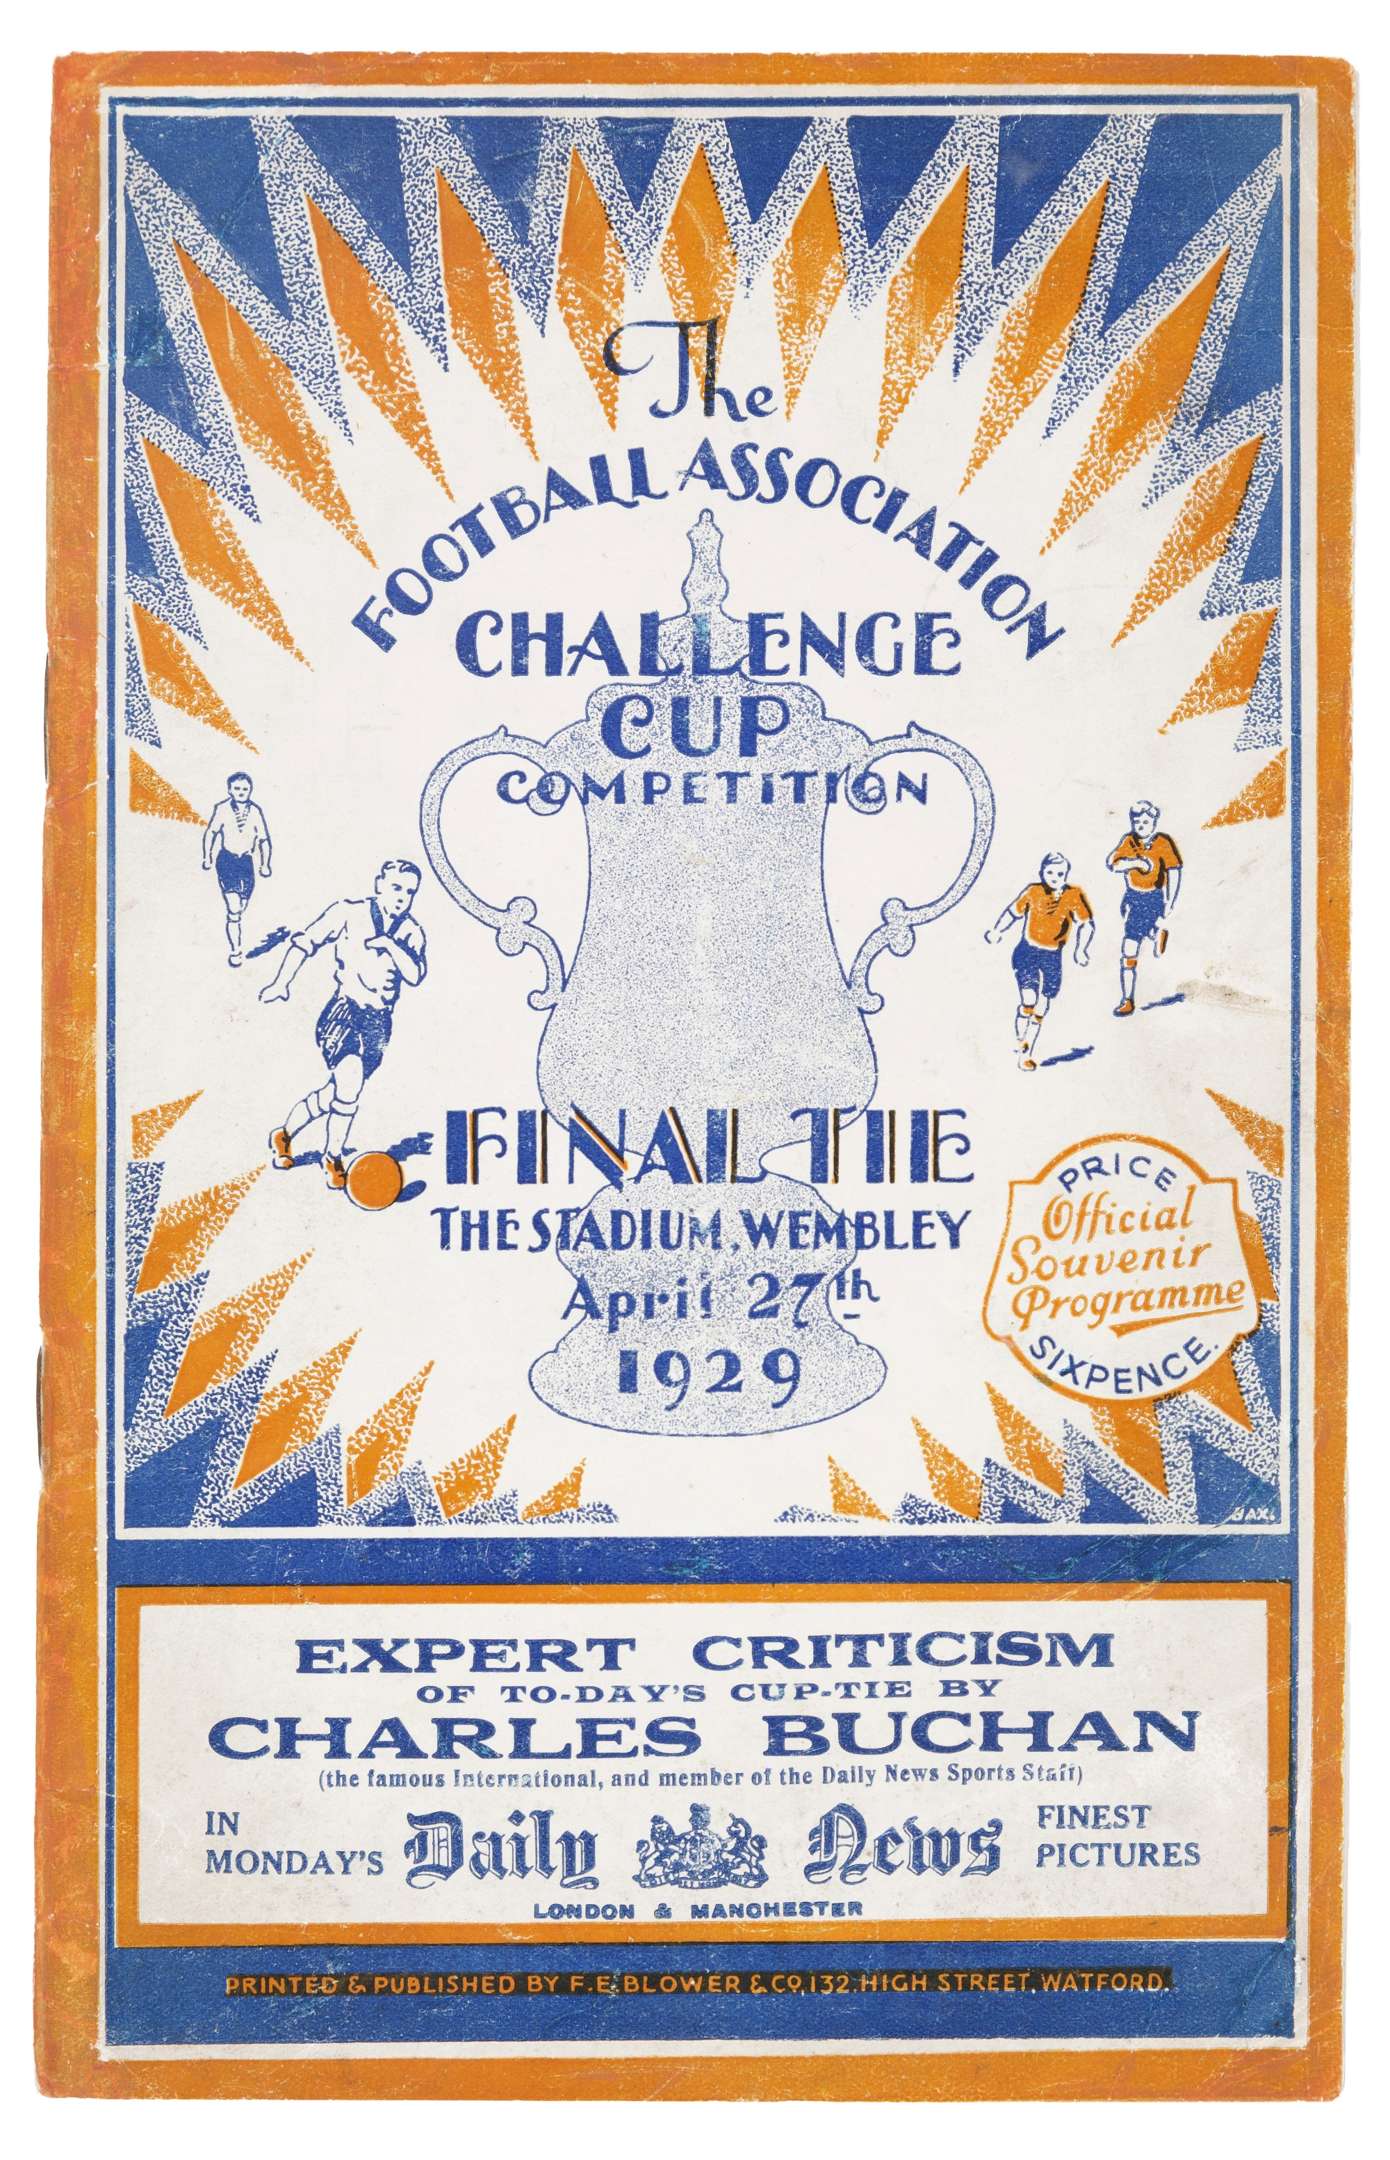 The
FOOTBALL ASSOCIATION
CHALLENGE
CUP
COMPETITION
FINAL TIE
THE STADIUM, WEMBLEY
April 27th
1929
PRICE
Official
Souvenir
Programme
SIXPENCE.
BAX.
EXPERT CRITICISM
OF TO-DAY'S CUP-TIE BY
CHARLES BUCHAN
(the famous International, and member of the Daily News Sports Staff)
IN
MONDAY'S
Daily News
FINEST
PICTURES
LONDON & MANCHESTER
PRINTED & PUBLISHED BY F.E. BLOWER & CO, 132, HIGH STREET, WATFORD.